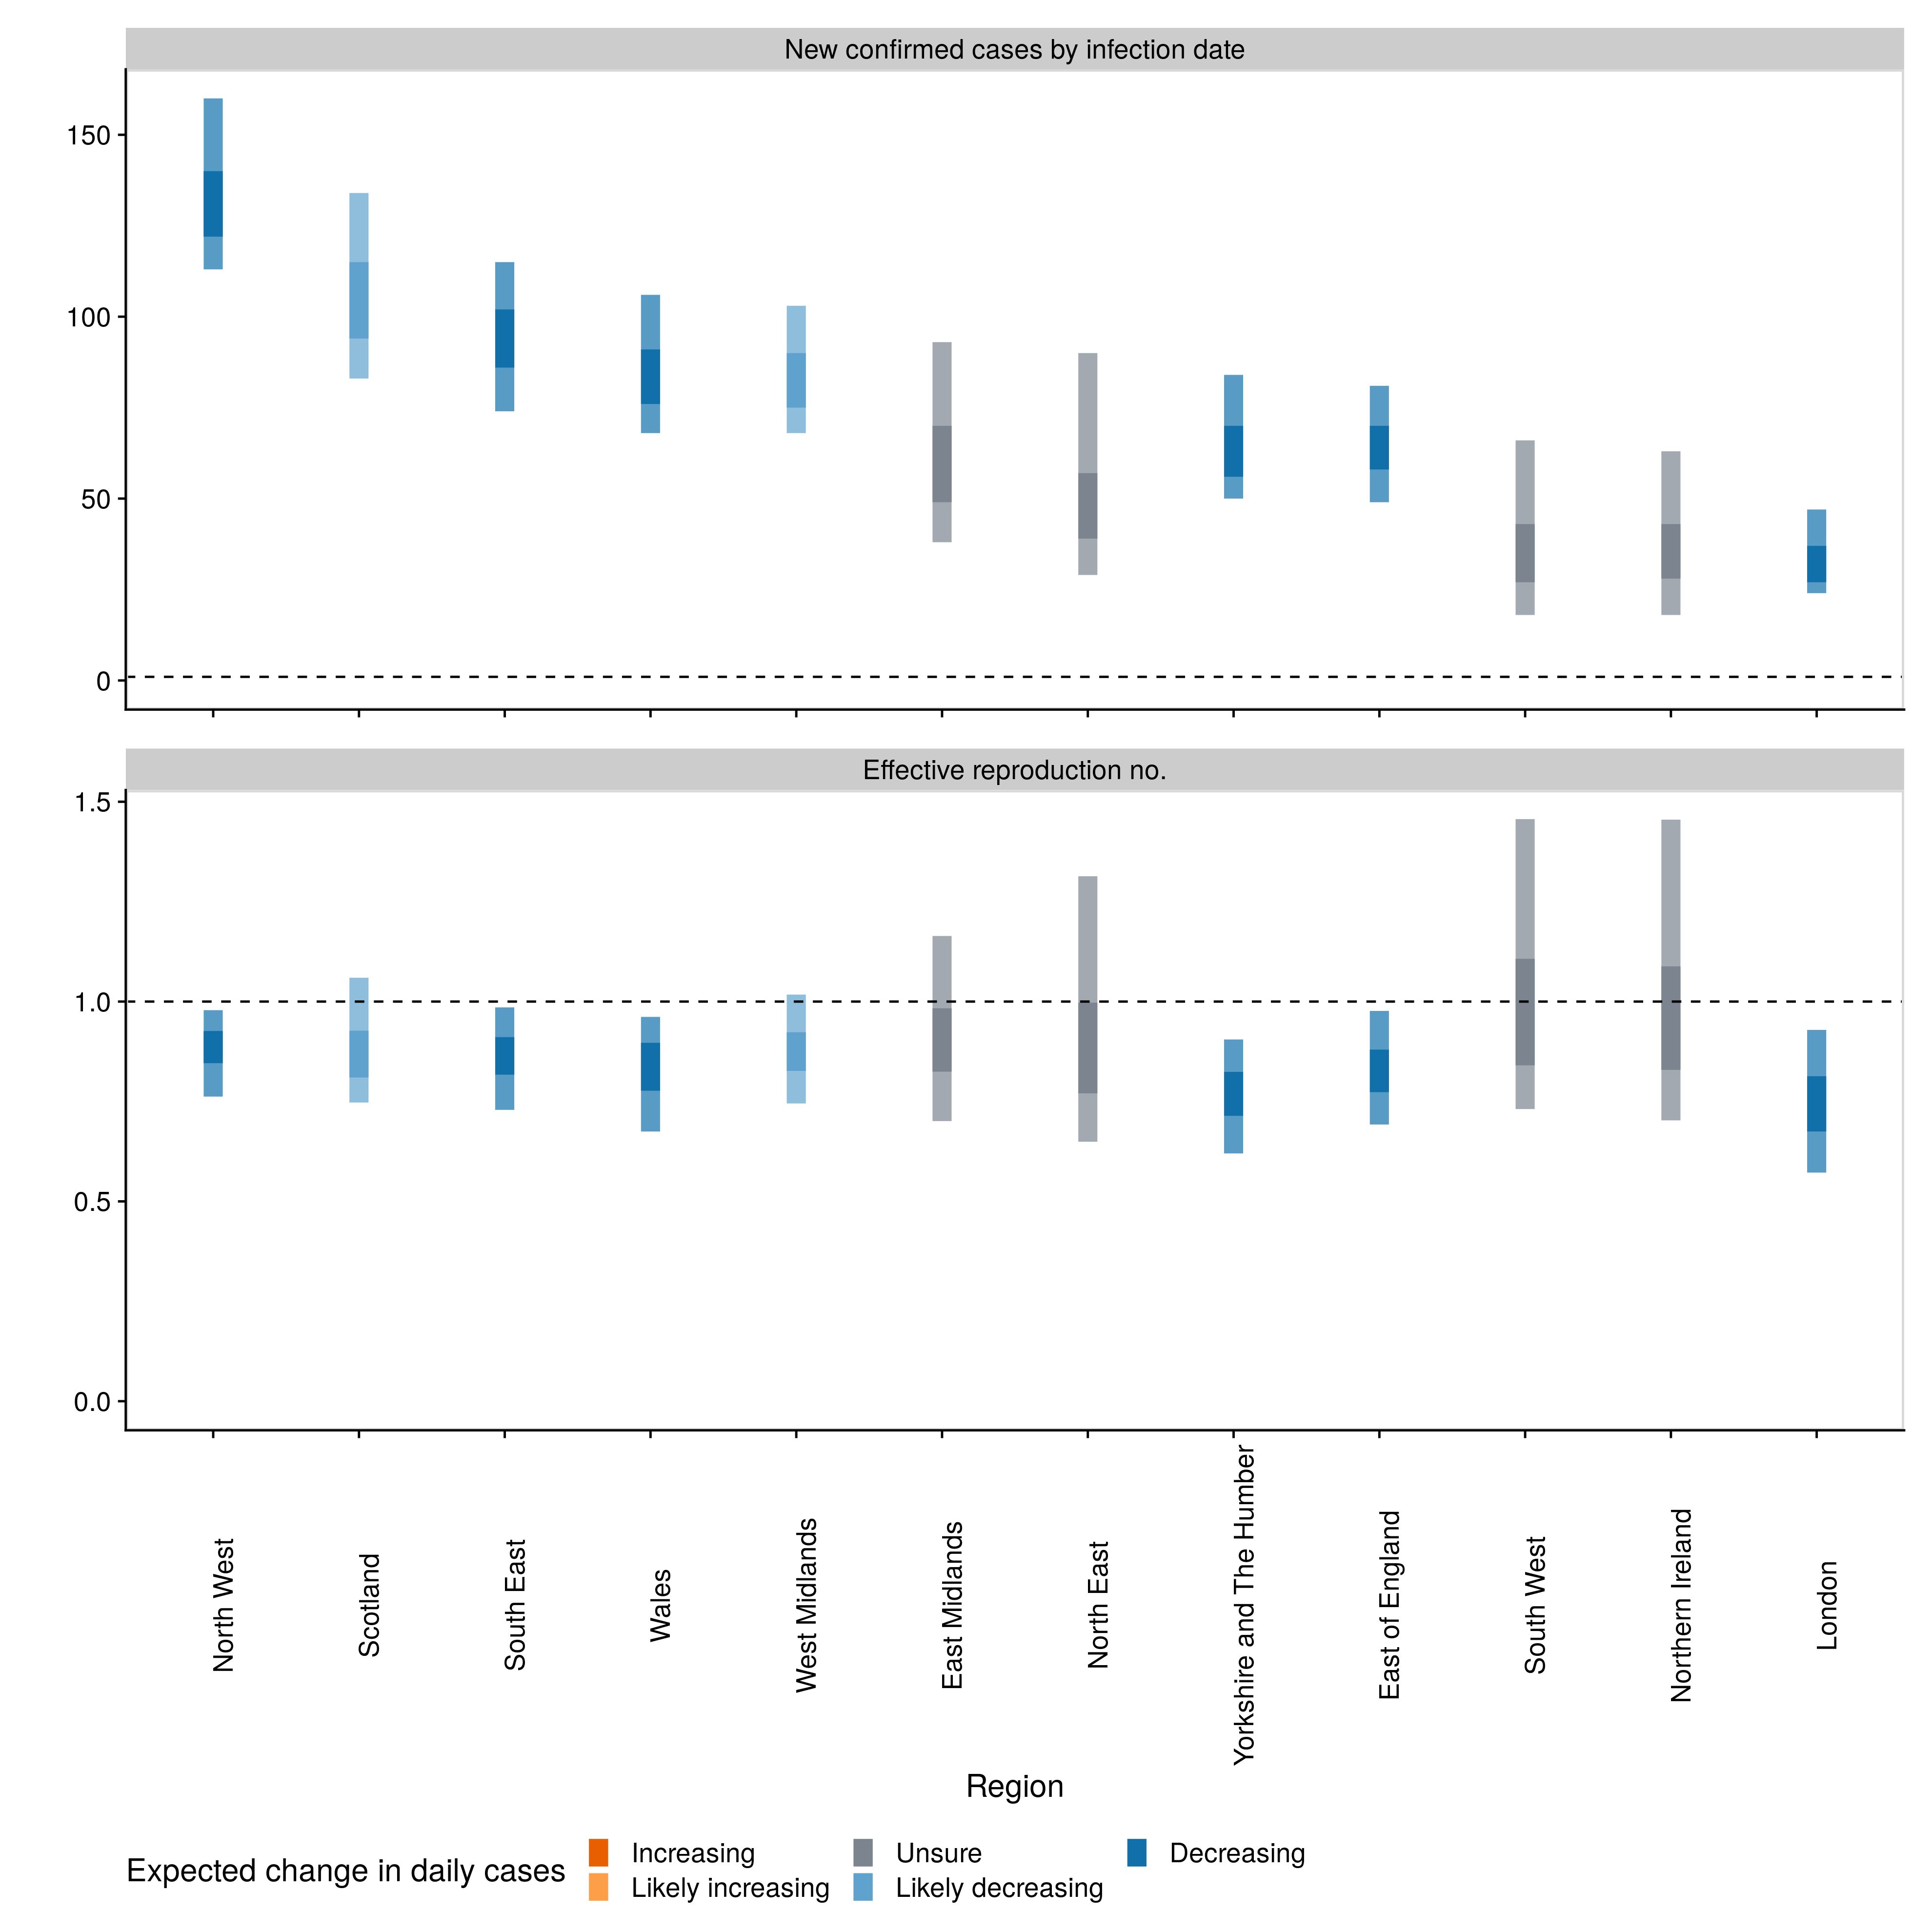 New confirmed cases by infection date
150
100
50
0
Effective reproduction no.
1.5
1.0
0.5
0.0
North West
Scotland
South East
Wales
West Midlands
East Midlands
North East
Yorkshire and The Humber
East of England
South West
Northern Ireland
London
Region
Expected change in daily cases
Increasing
Likely increasing
Unsure
Likely decreasing
Decreasing